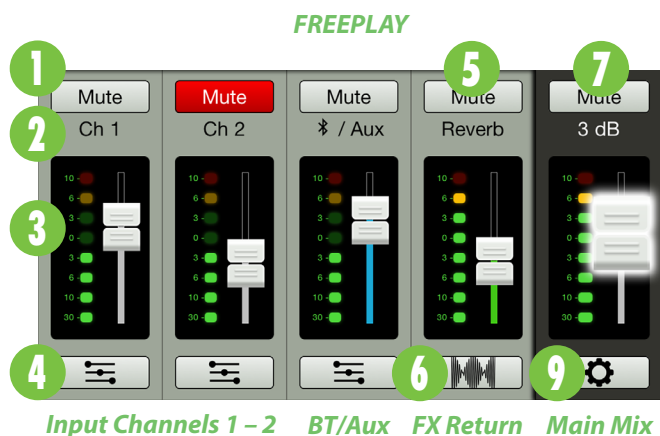 FREEPLAY
1 5 7
Mute Mute Mute Mute Mute
2
Ch 1 Ch 2 / Aux Reverb 3 dB
10 - 10 - 10 - 10 - 10 -
6 - 6 - 6 - 6 - 6 -
3 - 3 - 3 - 3 - 3 -
3
0 - 0 - 0 - 0 - 0 -
3 - 3 - 3 - 3 - 3 -
6 - 6 - 6 - 6 - 6 -
10 - 10 - 10 - 10 - 10 -
30 - 30 - 30 - 30 - 30 -
4 6 9
Input Channels 1 – 2 BT/Aux FX Return Main Mix